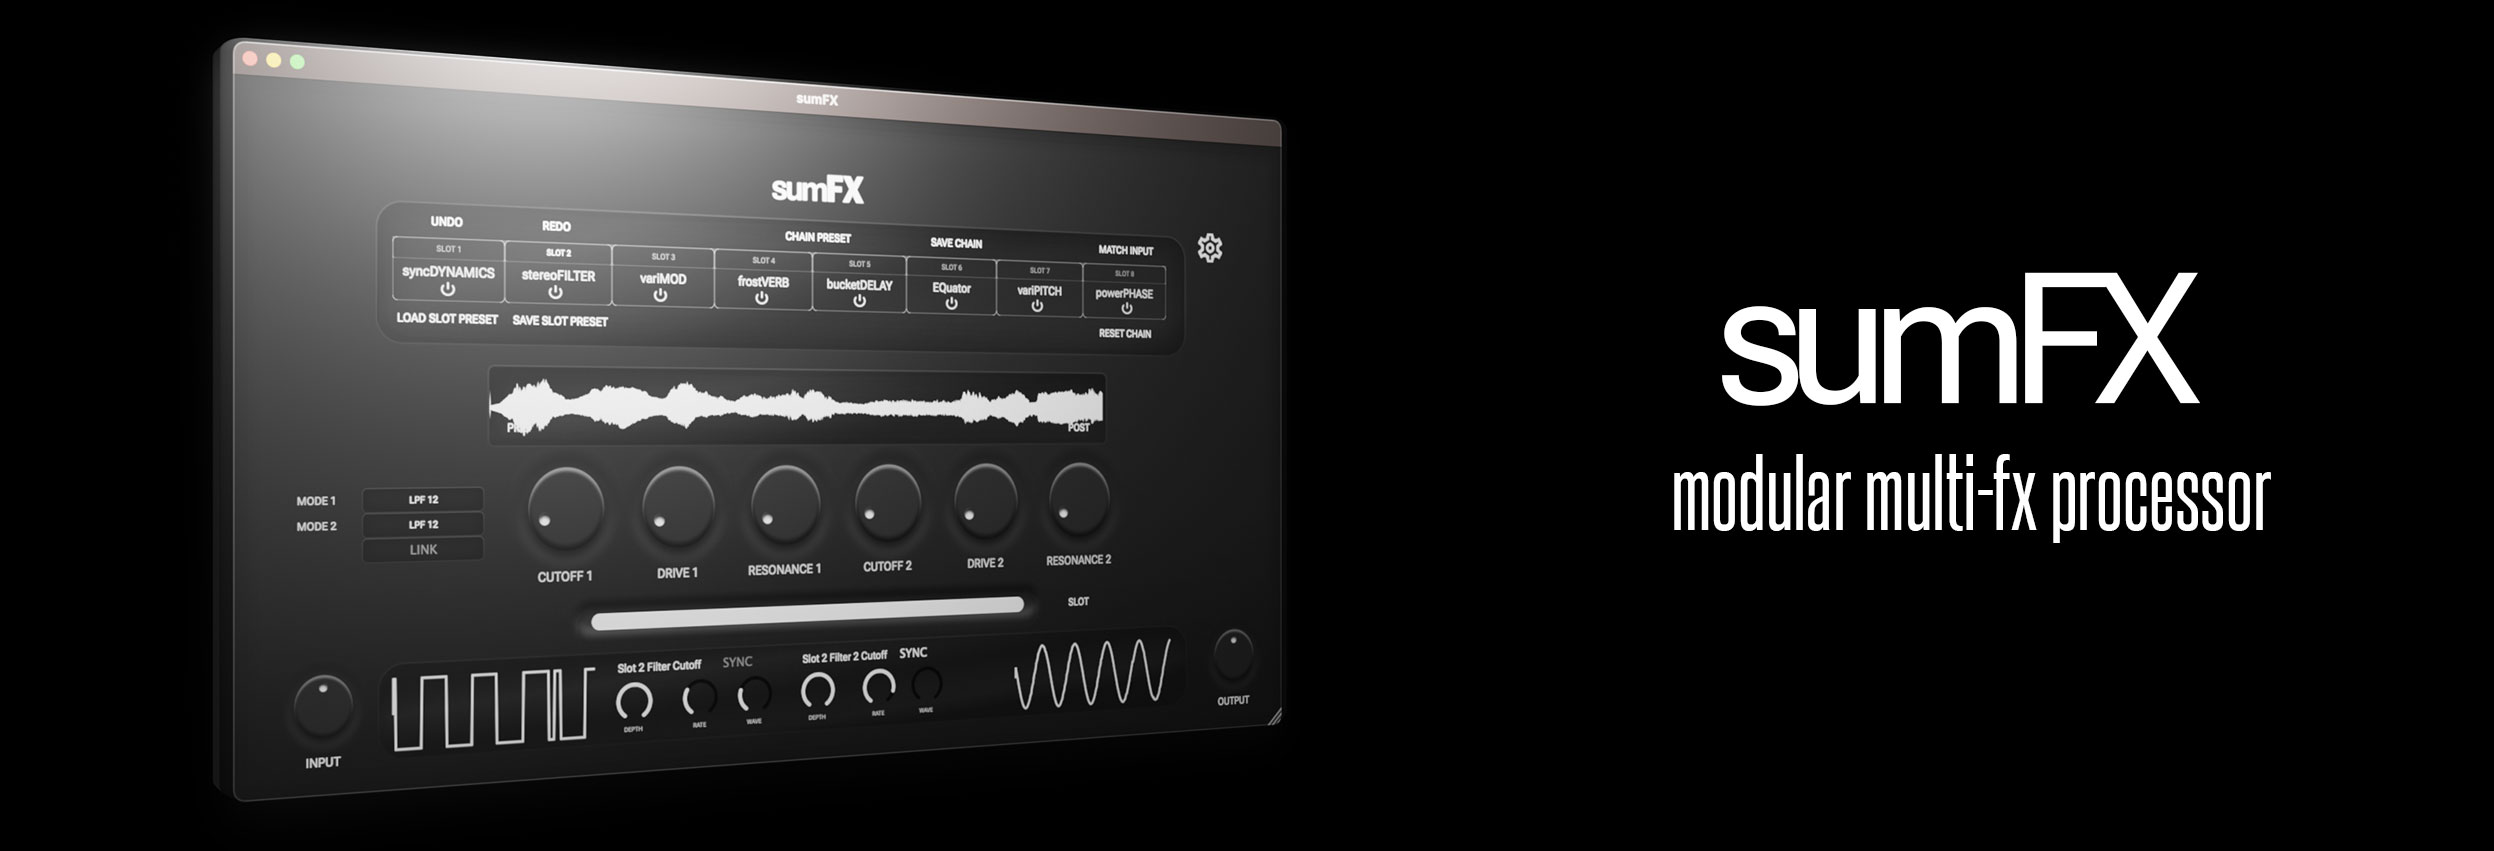 sumFX
sumFX
UNDO
REDO
CHAIN PRESET
SAVE CHAIN
MATCH INPUT
SLOT 1
SLOT 2
SLOT 3
SLOT 4
SLOT 5
SLOT 6
SLOT 7
SLOT 8
syncDYNAMICS
stereoFILTER
variMOD
frostVERB
bucketDELAY
EQuator
variPITCH
powerPHASE
LOAD SLOT PRESET
SAVE SLOT PRESET
RESET CHAIN
POST
MODE 1
LPF 12
MODE 2
LPF 12
LINK
CUTOFF 1
DRIVE 1
RESONANCE 1
CUTOFF 2
DRIVE 2
RESONANCE 2
SLOT
Slot 2 Filter Cutoff
SYNC
Slot 2 Filter 2 Cutoff
SYNC
DEPTH
RATE
WAVE
DEPTH
RATE
WAVE
INPUT
OUTPUT
sumFX
modular multi-fx processor